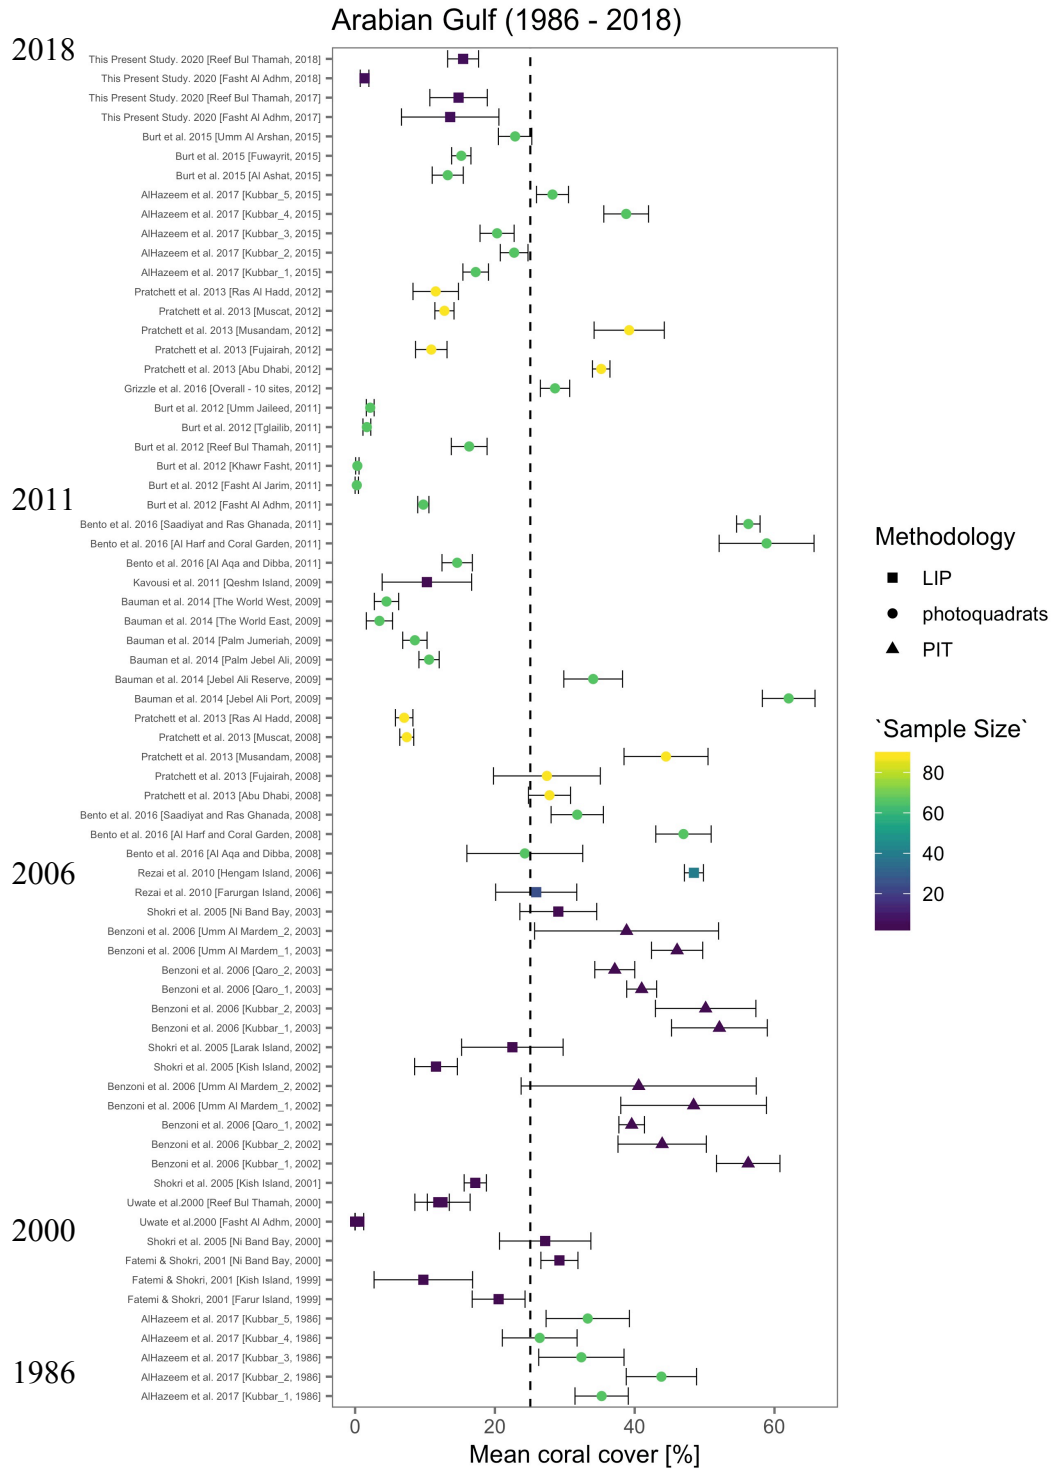 Arabian Gulf (1986 - 2018)
2018
This Present Study. 2020 [Reef Bul Thamah, 2018]
This Present Study. 2020 [Fasht Al Adhm, 2018]
This Present Study. 2020 [Reef Bul Thamah, 2017]
This Present Study. 2020 [Fasht Al Adhm, 2017]
Burt et al. 2015 [Umm Al Arshan, 2015]
Burt et al. 2015 [Fuwayrit, 2015]
Burt et al. 2015 [Al Ashat, 2015]
AlHazeem et al. 2017 [Kubbar_5, 2015]
AlHazeem et al. 2017 [Kubbar_4, 2015]
AlHazeem et al. 2017 [Kubbar_3, 2015]
AlHazeem et al. 2017 [Kubbar_2, 2015]
AlHazeem et al. 2017 [Kubbar_1, 2015]
Pratchett et al. 2013 [Ras Al Hadd, 2012]
Pratchett et al. 2013 [Muscat, 2012]
Pratchett et al. 2013 [Musandam, 2012]
Pratchett et al. 2013 [Fujairah, 2012]
Pratchett et al. 2013 [Abu Dhabi, 2012]
Grizzle et al. 2016 [Overall - 10 sites, 2012]
Burt et al. 2012 [Umm Jaileed, 2011]
Burt et al. 2012 [Tglailib, 2011]
Burt et al. 2012 [Reef Bul Thamah, 2011]
Burt et al. 2012 [Khawr Fasht, 2011]
Burt et al. 2012 [Fasht Al Jarim, 2011]
2011
Burt et al. 2012 [Fasht Al Adhm, 2011]
Bento et al. 2016 [Saadiyat and Ras Ghanada, 2011]
Bento et al. 2016 [Al Harf and Coral Garden, 2011]
Bento et al. 2016 [Al Aqa and Dibba, 2011]
Kavousi et al. 2011 [Qeshm Island, 2009]
Bauman et al. 2014 [The World West, 2009]
Bauman et al. 2014 [The World East, 2009]
Bauman et al. 2014 [Palm Jumeriah, 2009]
Bauman et al. 2014 [Palm Jebel Ali, 2009]
Bauman et al. 2014 [Jebel Ali Reserve, 2009]
Bauman et al. 2014 [Jebel Ali Port, 2009]
Pratchett et al. 2013 [Ras Al Hadd, 2008]
Pratchett et al. 2013 [Muscat, 2008]
Pratchett et al. 2013 [Musandam, 2008]
Pratchett et al. 2013 [Fujairah, 2008]
Pratchett et al. 2013 [Abu Dhabi, 2008]
Bento et al. 2016 [Saadiyat and Ras Ghanada, 2008]
Bento et al. 2016 [Al Harf and Coral Garden, 2008]
Bento et al. 2016 [Al Aqa and Dibba, 2008]
2006
Rezai et al. 2010 [Hengam Island, 2006]
Rezai et al. 2010 [Farurgan Island, 2006]
Shokri et al. 2005 [Ni Band Bay, 2003]
Benzoni et al. 2006 [Umm Al Mardem_2, 2003]
Benzoni et al. 2006 [Umm Al Mardem_1, 2003]
Benzoni et al. 2006 [Qaro_2, 2003]
Benzoni et al. 2006 [Qaro_1, 2003]
Benzoni et al. 2006 [Kubbar_2, 2003]
Benzoni et al. 2006 [Kubbar_1, 2003]
Shokri et al. 2005 [Larak Island, 2002]
Shokri et al. 2005 [Kish Island, 2002]
Benzoni et al. 2006 [Umm Al Mardem_2, 2002]
Benzoni et al. 2006 [Umm Al Mardem_1, 2002]
Benzoni et al. 2006 [Qaro_1, 2002]
Benzoni et al. 2006 [Kubbar_2, 2002]
Benzoni et al. 2006 [Kubbar_1, 2002]
Shokri et al. 2005 [Kish Island, 2001]
Uwate et al.2000 [Reef Bul Thamah, 2000]
Uwate et al.2000 [Fasht Al Adhm, 2000]
2000
Shokri et al. 2005 [Ni Band Bay, 2000]
Fatemi & Shokri, 2001 [Ni Band Bay, 2000]
Fatemi & Shokri, 2001 [Kish Island, 1999]
Fatemi & Shokri, 2001 [Farur Island, 1999]
AlHazeem et al. 2017 [Kubbar_5, 1986]
AlHazeem et al. 2017 [Kubbar_4, 1986]
AlHazeem et al. 2017 [Kubbar_3, 1986]
1986
AlHazeem et al. 2017 [Kubbar_2, 1986]
AlHazeem et al. 2017 [Kubbar_1, 1986]
0 20 40 60
Mean coral cover [%]
Methodology
LIP
photoquadrats
PIT
`Sample Size`
80
60
40
20